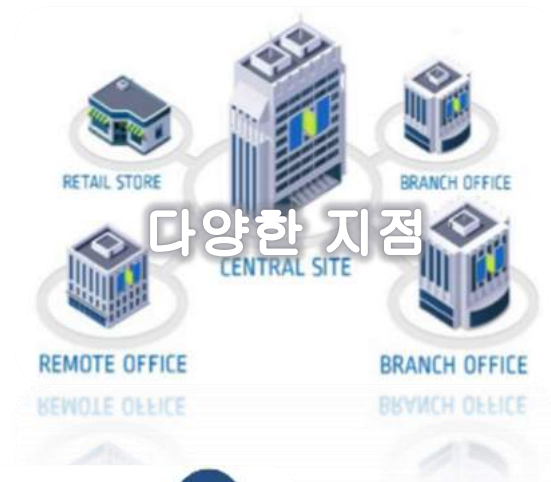 RETAIL STORE
BRANCH OFFICE
다양한 지점
CENTRAL SITE
REMOTE OFFICE
BRANCH OFFICE
REMOTE OFFICE
BRANCH OFFICE